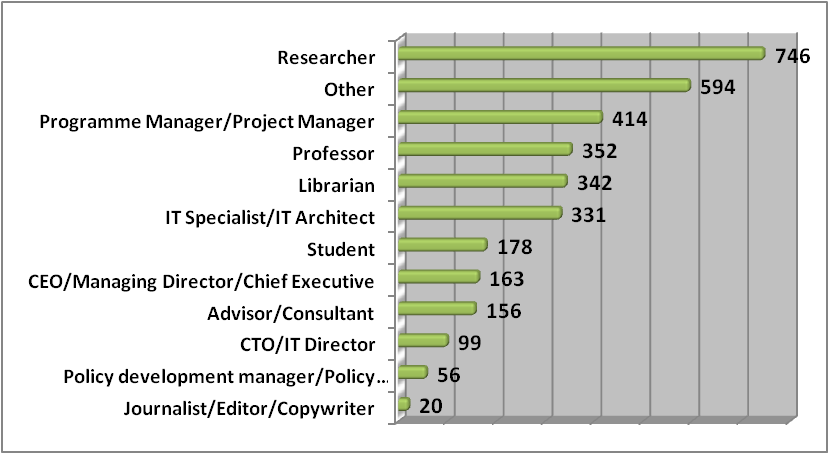 Researcher 746
Other 594
Programme Manager/Project Manager 414
Professor 352
Librarian 342
IT Specialist/IT Architect 331
Student 178
CEO/Managing Director/Chief Executive 163
Advisor/Consultant 156
CTO/IT Director 99
Policy development manager/Policy... 56
Journalist/Editor/Copywriter 20